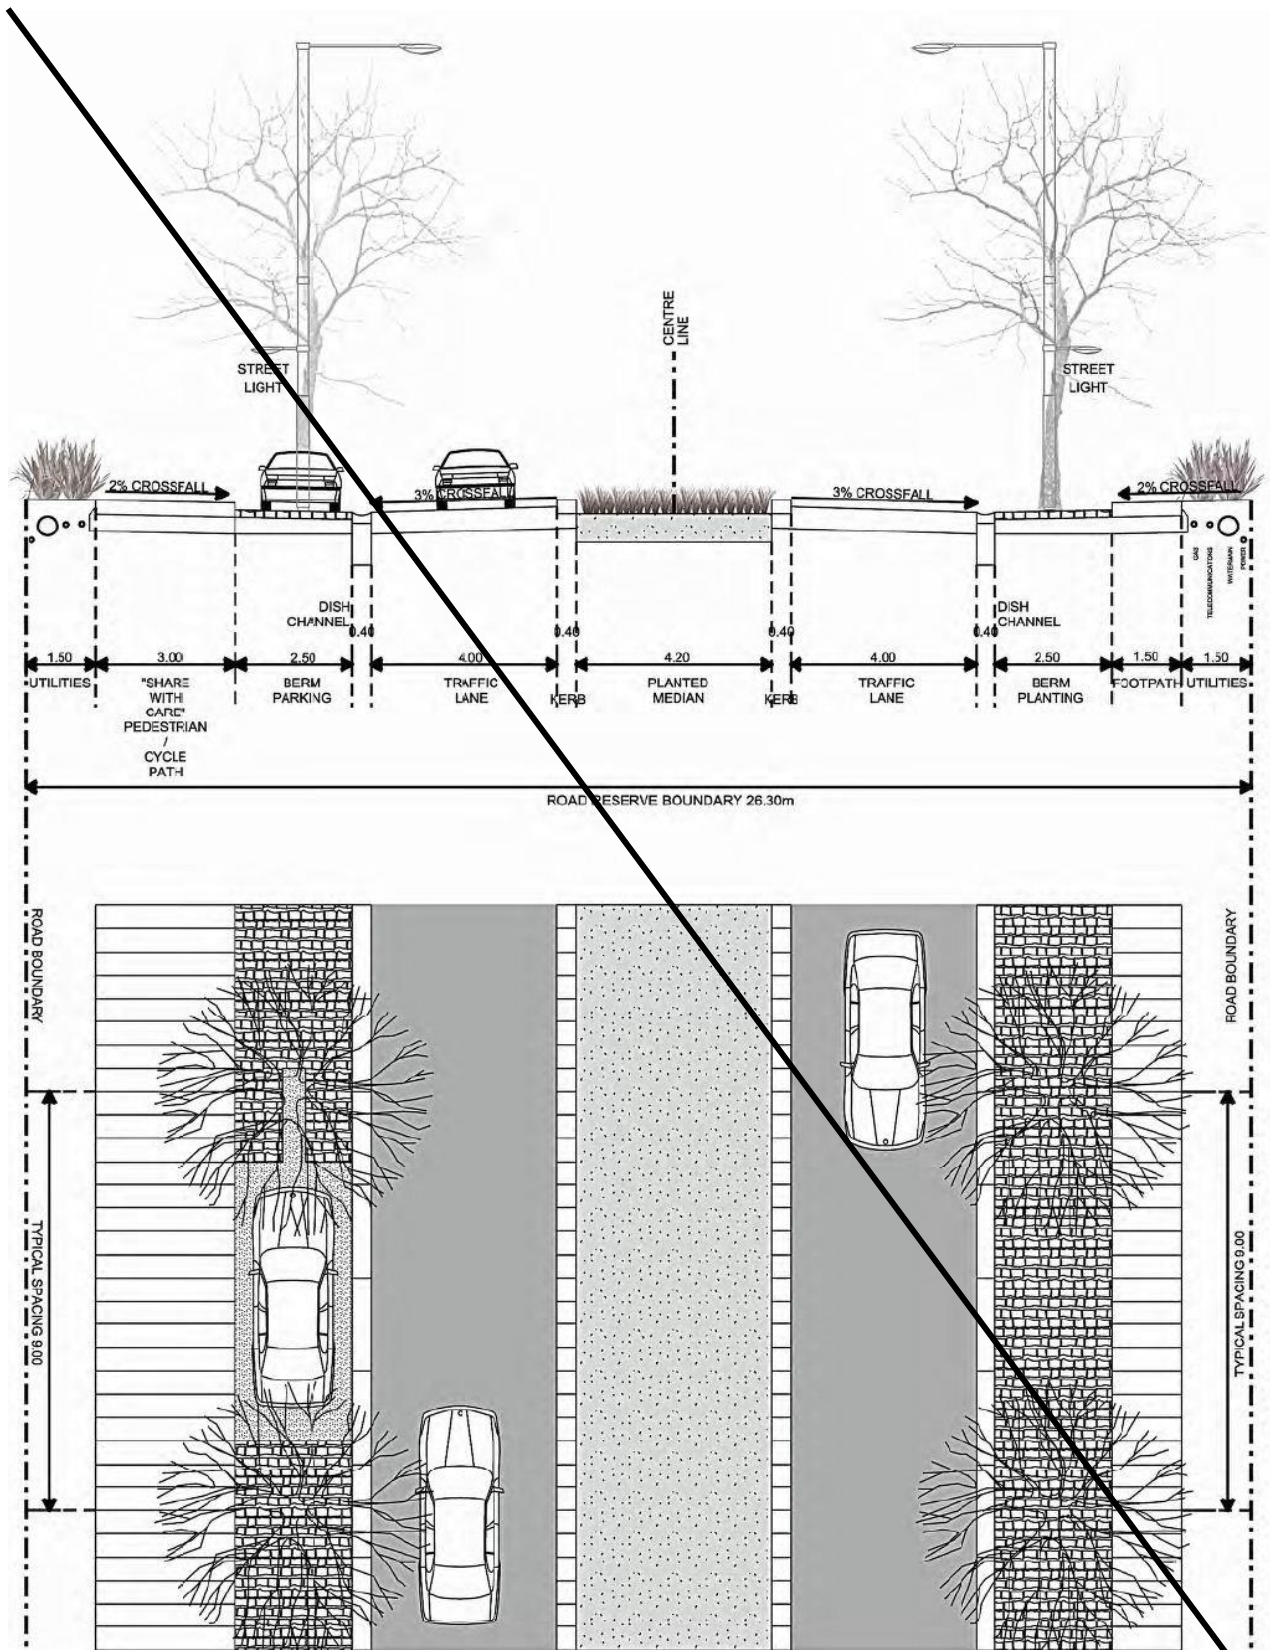 CENTRE
LINE
STREET
LIGHT
STREET
LIGHT
2% CROSSFALL
3% CROSSFALL
3% CROSSFALL
2% CROSSFALL
GAS
TELECOMMUNICATIONS
WATERMAIN
POWER
DISH
CHANNEL
DISH
CHANNEL
0.40
0.40
0.40
0.40
1.50
3.00
2.50
4.00
4.20
4.00
2.50
1.50
1.50
UTILITIES
"SHARE
WITH
CARE"
PEDESTRIAN
/
CYCLE
PATH
BERM
PARKING
TRAFFIC
LANE
KERB
PLANTED
MEDIAN
KERB
TRAFFIC
LANE
BERM
PLANTING
FOOTPATH
UTILITIES
ROAD RESERVE BOUNDARY 26.30m
ROAD BOUNDARY
ROAD BOUNDARY
TYPICAL SPACING 9.00
TYPICAL SPACING 9.00